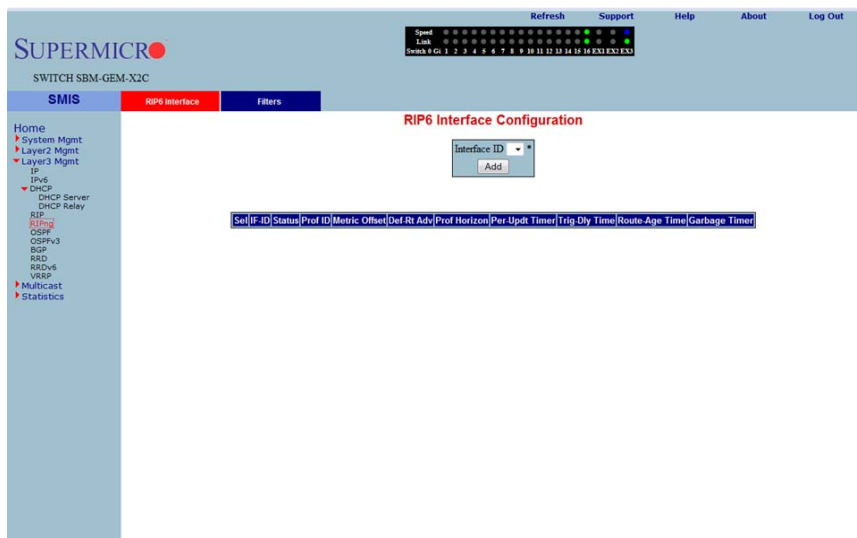 Refresh Support Help About Log Out
Speed
Link
Switch 0 Gi 1 2 3 4 5 6 7 8 9 10 11 12 13 14 15 16 EX1 EX2 EX3
SUPERMICRO
SWITCH SBM-GEM-X2C
SMIS
RIP6 Interface
Filters
RIP6 Interface Configuration
Interface ID *
Add
Sel IF-ID Status Prof ID Metric Offset Def-Rt Adv Prof Horizon Per-Updt Timer Trig-Dly Time Route-Age Time Garbage Timer
Home
System Mgmt
Layer2 Mgmt
Layer3 Mgmt
IP
IPv6
DHCP
DHCP Server
DHCP Relay
RIP
RIPng
OSPF
OSPFv3
BGP
RRD
RRDv6
VRRP
Multicast
Statistics